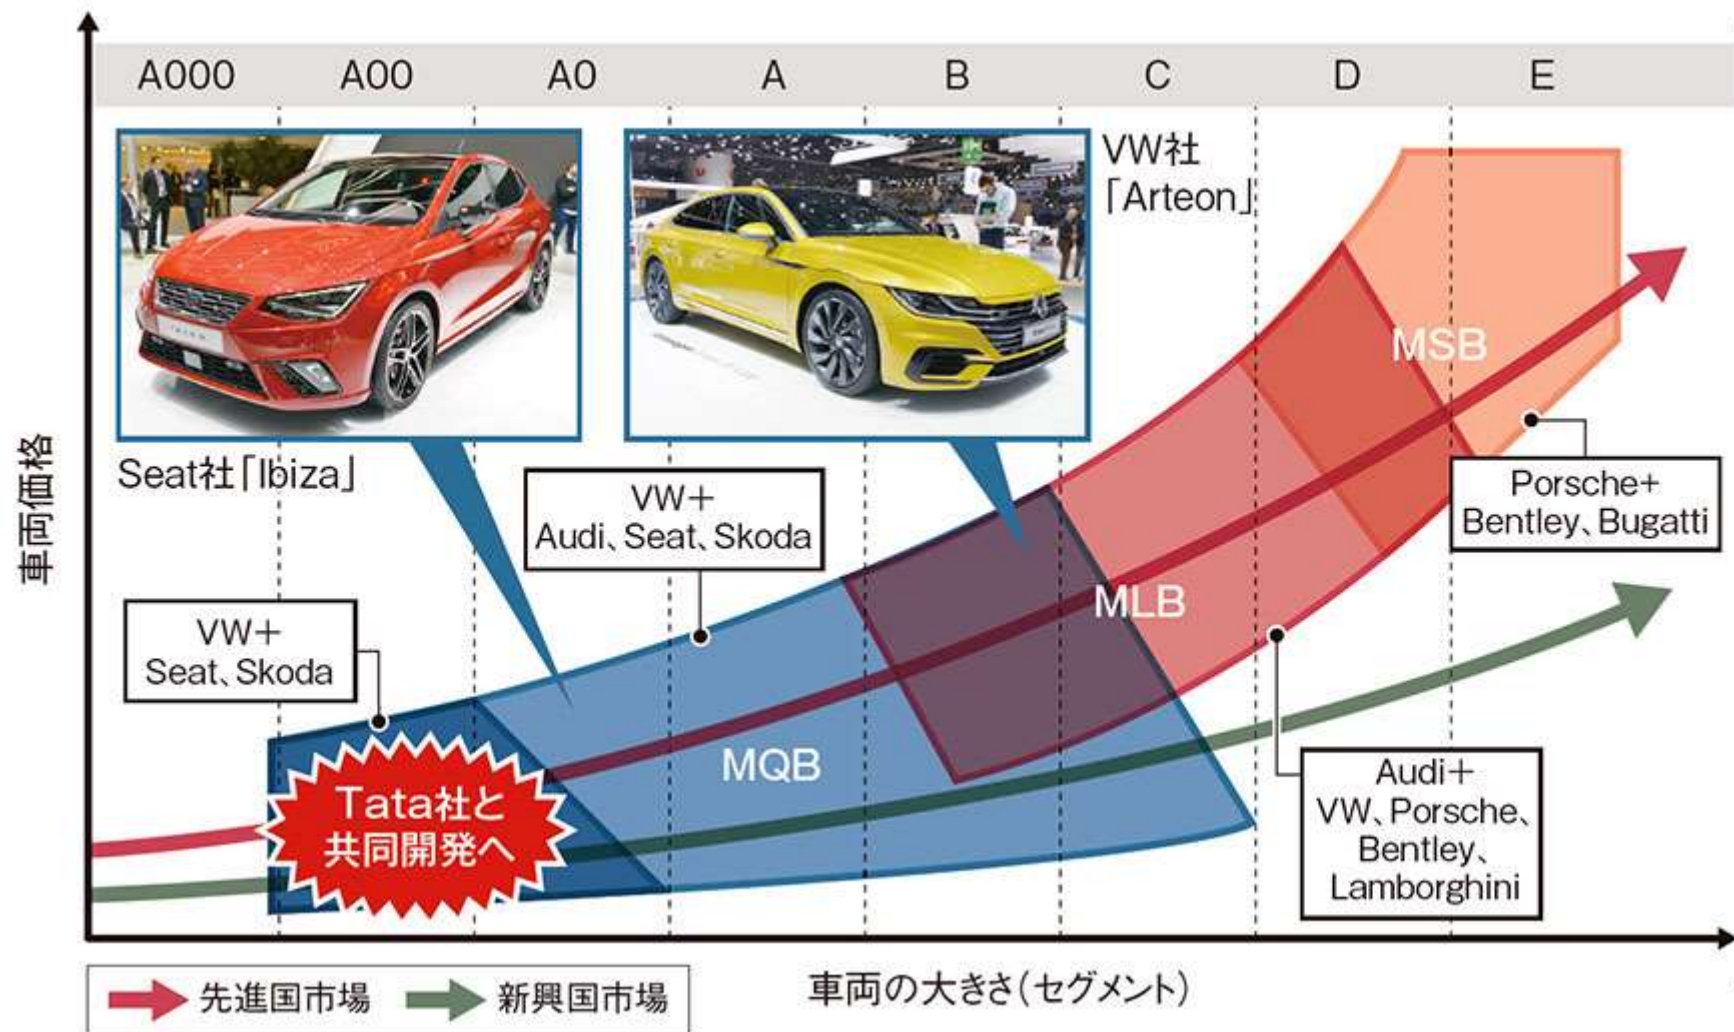 A000 A00 A0 A B C D E
VW社
「Arteon」
Seat社「Ibiza」
MSB
VW＋
Audi、Seat、Skoda
Porsche＋
Bentley、Bugatti
車両価格
VW＋
Seat、Skoda
MLB
MQB
Tata社と
共同開発へ
Audi＋
VW、Porsche、
Bentley、
Lamborghini
先進国市場 新興国市場
車両の大きさ（セグメント）